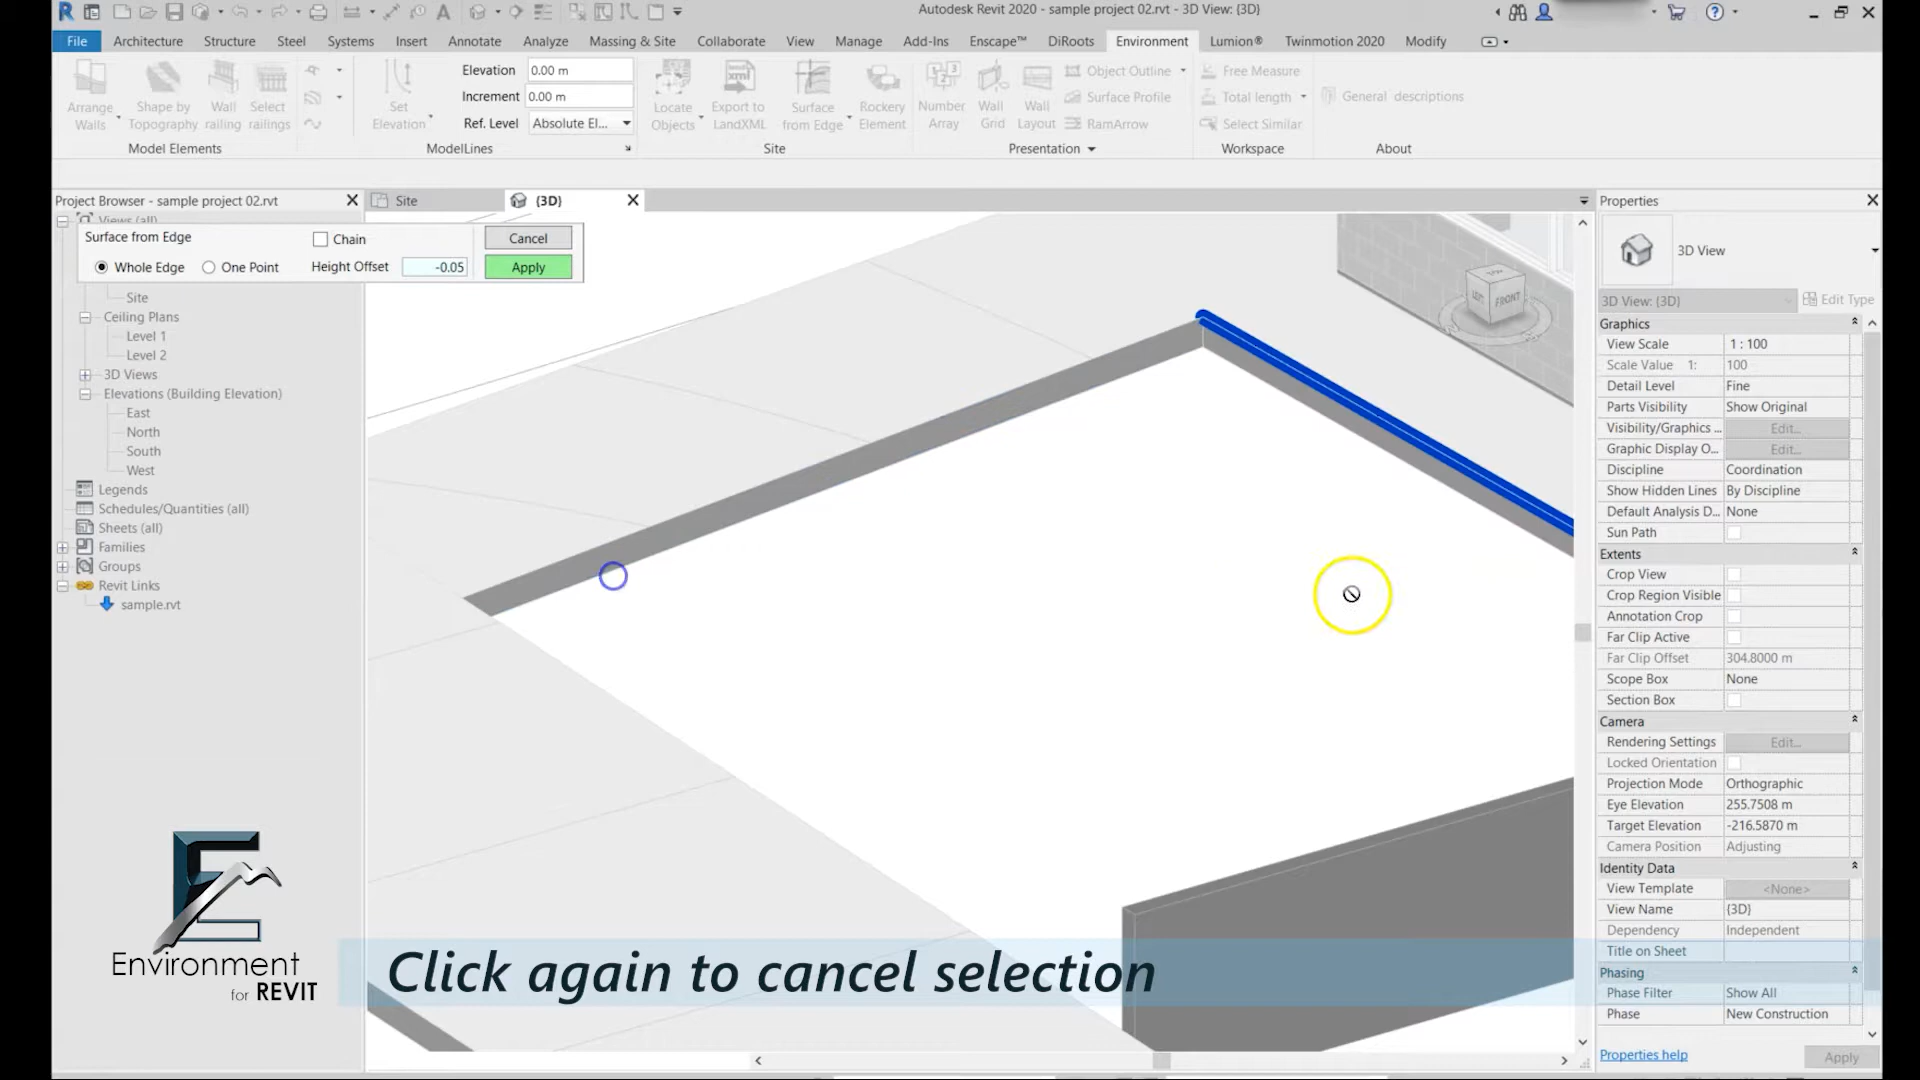 Autodesk Revit 2020 - sample project 02.rvt - 3D View: {3D}
File Architecture Structure Steel Systems Insert Annotate Analyze Massing & Site Collaborate View Manage Add-Ins Enscape™ DiRoots Environment Lumion® Twinmotion 2020 Modify
Arrange Walls
Shape by Topography
Wall railing
Select railings
Set Elevation
Elevation 0.00 m
Increment 0.00 m
Ref. Level Absolute El...
Locate Objects
Export to LandXML
Surface from Edge
Rockery Element
Number Array
Wall Grid
Wall Layout
Object Outline
Surface Profile
RamArrow
Free Measure
Total length
Select Similar
General descriptions
Model Elements
ModelLines
Site
Presentation
Workspace
About
Project Browser - sample project 02.rvt
Site
{3D}
Properties
Views (all)
Surface from Edge
Chain
Cancel
Whole Edge
One Point
Height Offset -0.05
Apply
Site
Ceiling Plans
Level 1
Level 2
3D Views
Elevations (Building Elevation)
East
North
South
West
Legends
Schedules/Quantities (all)
Sheets (all)
Families
Groups
Revit Links
sample.rvt
FRONT
3D View
3D View: {3D}
Edit Type
Graphics
View Scale 1 : 100
Scale Value 1: 100
Detail Level Fine
Parts Visibility Show Original
Visibility/Graphics ... Edit...
Graphic Display O... Edit...
Discipline Coordination
Show Hidden Lines By Discipline
Default Analysis D... None
Sun Path
Extents
Crop View
Crop Region Visible
Annotation Crop
Far Clip Active
Far Clip Offset 304.8000 m
Scope Box None
Section Box
Camera
Rendering Settings Edit...
Locked Orientation
Projection Mode Orthographic
Eye Elevation 255.7508 m
Target Elevation -216.5870 m
Camera Position Adjusting
Identity Data
View Template <None>
View Name {3D}
Dependency Independent
Title on Sheet
Phasing
Phase Filter Show All
Phase New Construction
Properties help
Apply
Environment
for REVIT
Click again to cancel selection